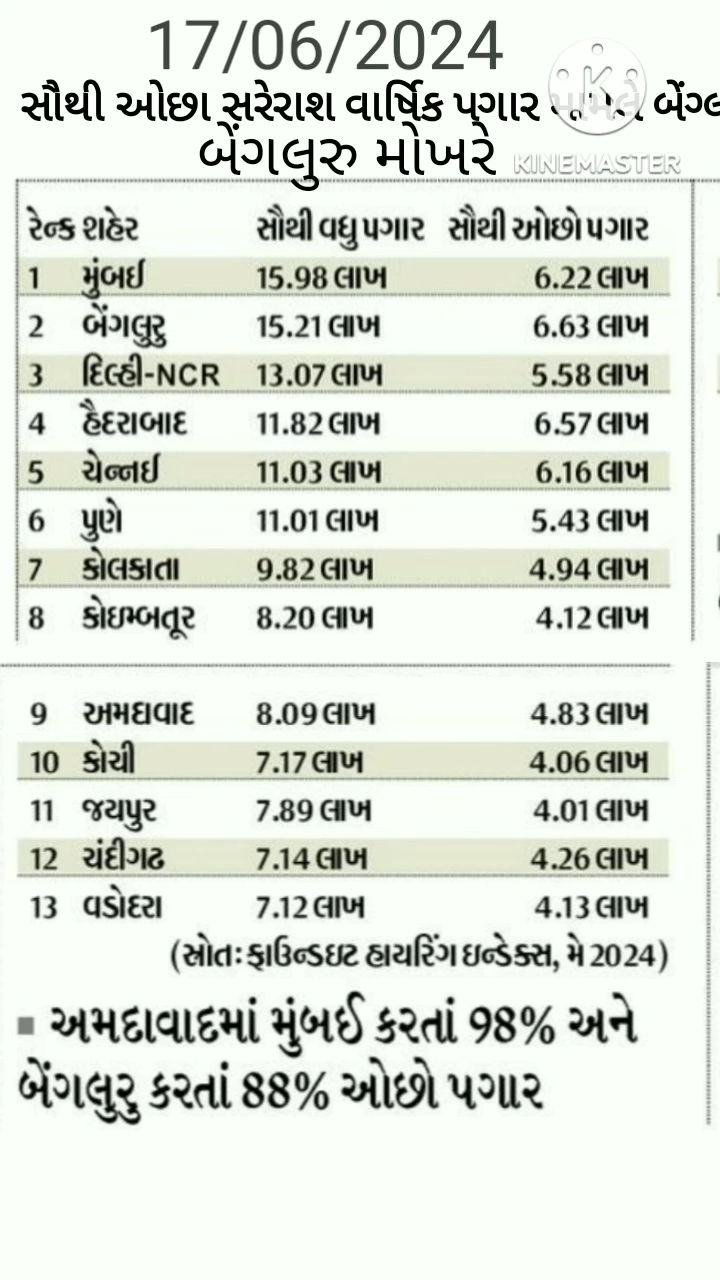 17/06/2024
સૌથી ઓછા સરેરાશ વાર્ષિક પગાર
બેંગલુરુ મોખરે
KINEMASTER
રેન્ક શહેર સૌથી વધુ પગાર સૌથી ઓછો પગાર
1 મુંબઈ 15.98 લાખ 6.22 લાખ
2 બેંગલુરુ 15.21 લાખ 6.63 લાખ
3 દિલ્હી-NCR 13.07 લાખ 5.58 લાખ
4 હૈદરાબાદ 11.82 લાખ 6.57 લાખ
5 ચેન્નઈ 11.03 લાખ 6.16 લાખ
6 પુણે 11.01 લાખ 5.43 લાખ
7 કોલકાતા 9.82 લાખ 4.94 લાખ
8 કોઇમ્બતૂર 8.20 લાખ 4.12 લાખ
9 અમદાવાદ 8.09 લાખ 4.83 લાખ
10 કોચી 7.17 લાખ 4.06 લાખ
11 જયપુર 7.89 લાખ 4.01 લાખ
12 ચંદીગઢ 7.14 લાખ 4.26 લાખ
13 વડોદરા 7.12 લાખ 4.13 લાખ
(સ્રોતઃ ફાઉન્ડઇટ હાયરિંગ ઇન્ડેક્સ, મે 2024)
▪ અમદાવાદમાં મુંબઈ કરતાં 98% અને
બેંગલુરુ કરતાં 88% ઓછો પગાર